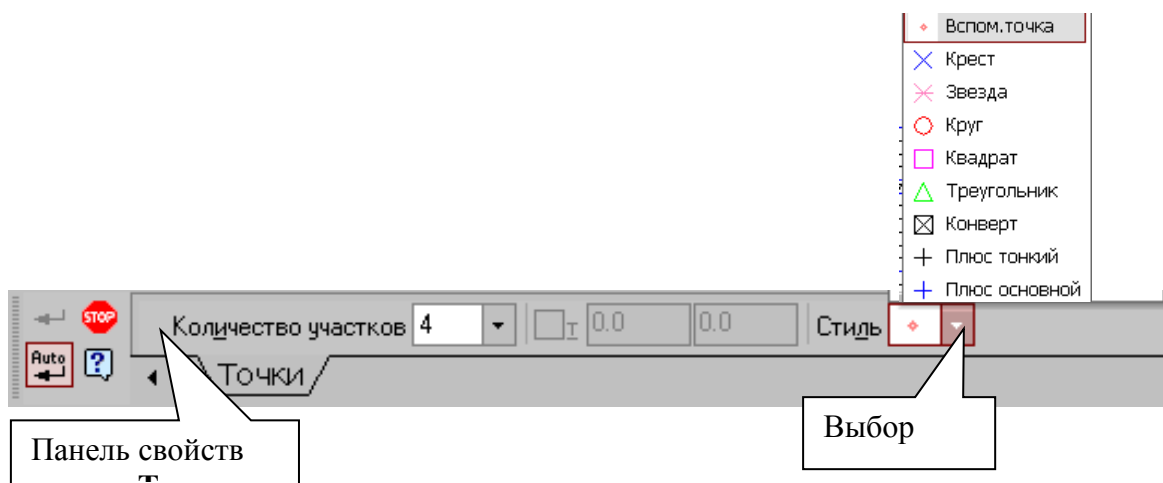 Вспом.точка
Крест
Звезда
Круг
Квадрат
Треугольник
Конверт
Плюс тонкий
Плюс основной
STOP
Количество участков 4 T 0.0 0.0 Стиль
Auto ?
Точки
Выбор
Панель свойств